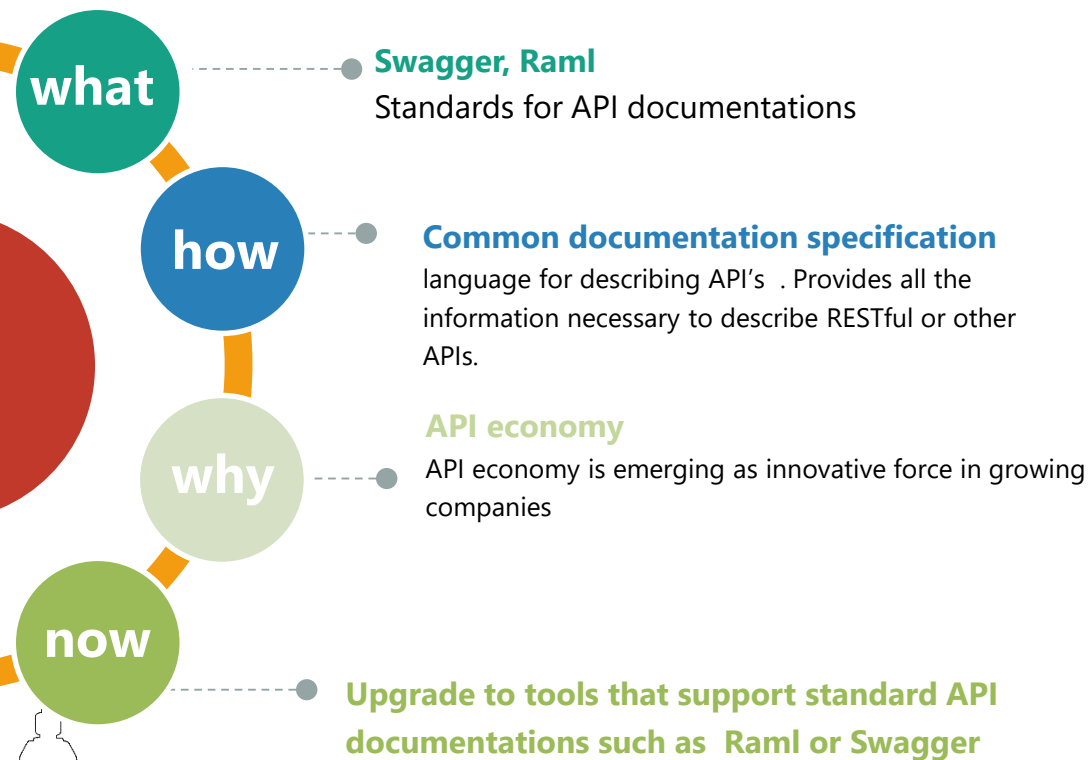 what
Swagger, Raml
Standards for API documentations
how
Common documentation specification
language for describing API’s  . Provides all the
information necessary to describe RESTful or other
APIs.
why
API economy
API economy is emerging as innovative force in growing
companies
now
Upgrade to tools that support standard API
documentations such as  Raml or Swagger